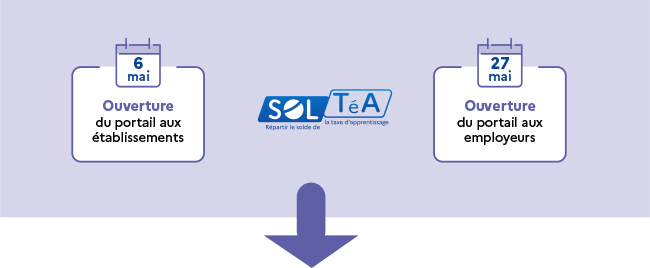 6
mai
Ouverture
du portail aux
établissements
SOLTéA
Répartir le solde de
la taxe d'apprentissage
27
mai
Ouverture
du portail aux
employeurs